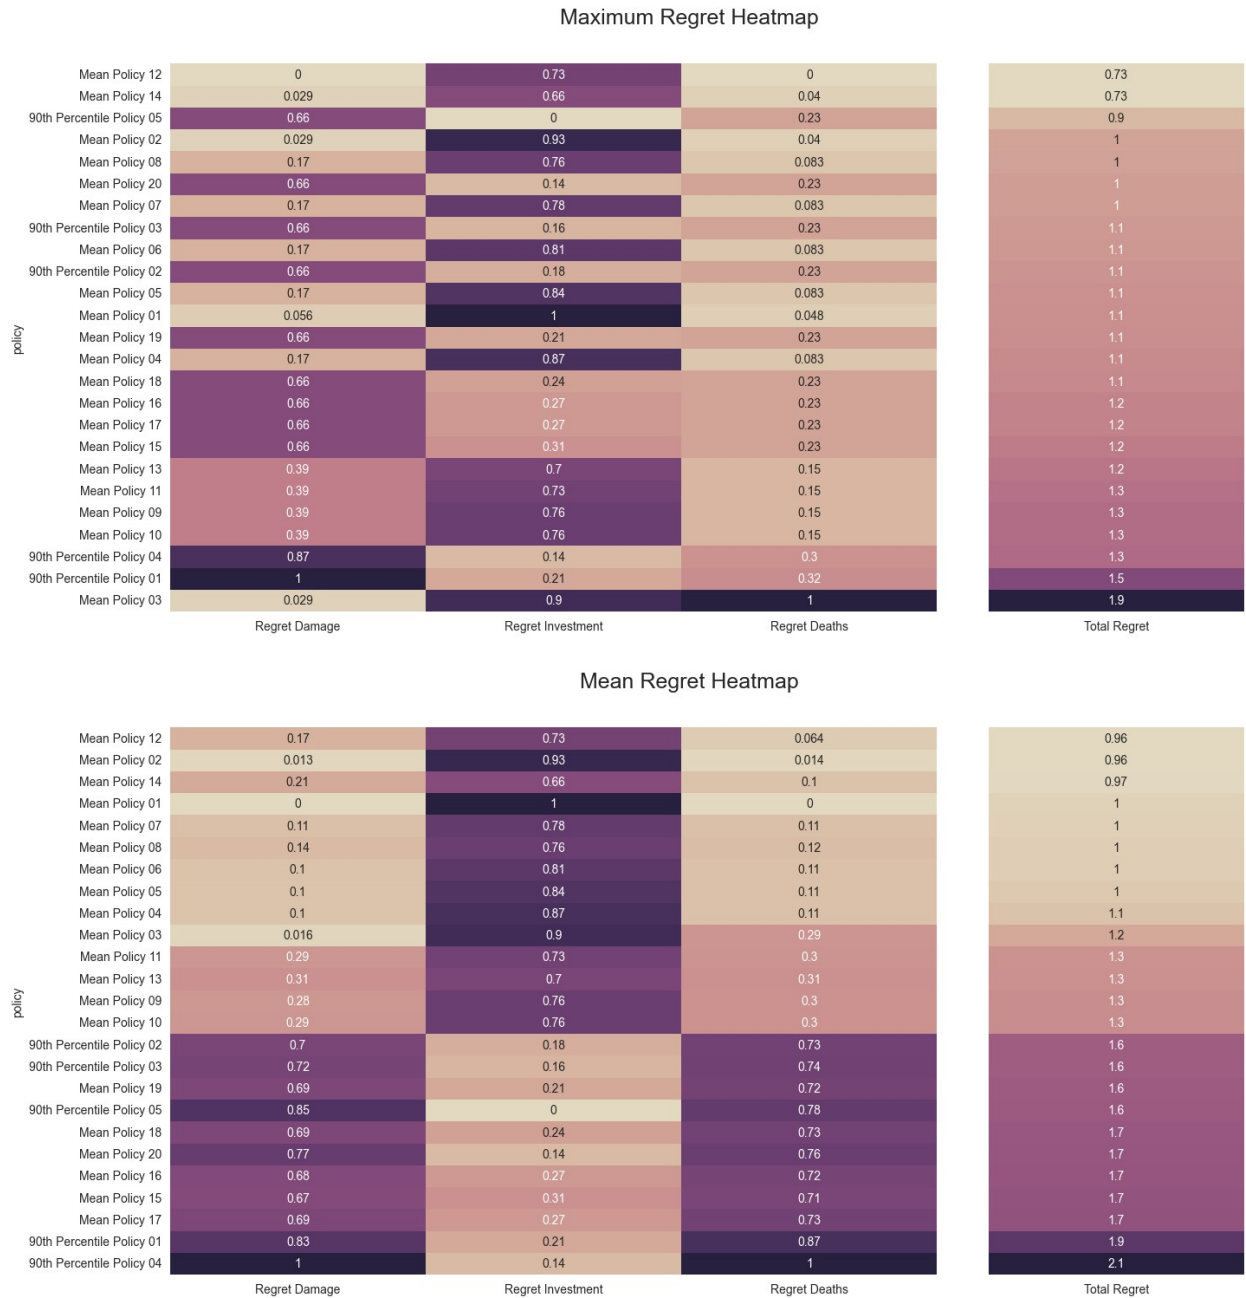 Maximum Regret Heatmap
Mean Policy 12 0 0.73 0 0.73
Mean Policy 14 0.029 0.66 0.04 0.73
90th Percentile Policy 05 0.66 0 0.23 0.9
Mean Policy 02 0.029 0.93 0.04 1
Mean Policy 08 0.17 0.76 0.083 1
Mean Policy 20 0.66 0.14 0.23 1
Mean Policy 07 0.17 0.78 0.083 1
90th Percentile Policy 03 0.66 0.16 0.23 1.1
Mean Policy 06 0.17 0.81 0.083 1.1
90th Percentile Policy 02 0.66 0.18 0.23 1.1
Mean Policy 05 0.17 0.84 0.083 1.1
Mean Policy 01 0.056 1 0.048 1.1
policy
Mean Policy 19 0.66 0.21 0.23 1.1
Mean Policy 04 0.17 0.87 0.083 1.1
Mean Policy 18 0.66 0.24 0.23 1.1
Mean Policy 16 0.66 0.27 0.23 1.2
Mean Policy 17 0.66 0.27 0.23 1.2
Mean Policy 15 0.66 0.31 0.23 1.2
Mean Policy 13 0.39 0.7 0.15 1.2
Mean Policy 11 0.39 0.73 0.15 1.3
Mean Policy 09 0.39 0.76 0.15 1.3
Mean Policy 10 0.39 0.76 0.15 1.3
90th Percentile Policy 04 0.87 0.14 0.3 1.3
90th Percentile Policy 01 1 0.21 0.32 1.5
Mean Policy 03 0.029 0.9 1 1.9
Regret Damage Regret Investment Regret Deaths Total Regret
Mean Regret Heatmap
Mean Policy 12 0.17 0.73 0.064 0.96
Mean Policy 02 0.013 0.93 0.014 0.96
Mean Policy 14 0.21 0.66 0.1 0.97
Mean Policy 01 0 1 0 1
Mean Policy 07 0.11 0.78 0.11 1
Mean Policy 08 0.14 0.76 0.12 1
Mean Policy 06 0.1 0.81 0.11 1
Mean Policy 05 0.1 0.84 0.11 1
Mean Policy 04 0.1 0.87 0.11 1.1
Mean Policy 03 0.016 0.9 0.29 1.2
Mean Policy 11 0.29 0.73 0.3 1.3
Mean Policy 13 0.31 0.7 0.31 1.3
policy
Mean Policy 09 0.28 0.76 0.3 1.3
Mean Policy 10 0.29 0.76 0.3 1.3
90th Percentile Policy 02 0.7 0.18 0.73 1.6
90th Percentile Policy 03 0.72 0.16 0.74 1.6
Mean Policy 19 0.69 0.21 0.72 1.6
90th Percentile Policy 05 0.85 0 0.78 1.6
Mean Policy 18 0.69 0.24 0.73 1.7
Mean Policy 20 0.77 0.14 0.76 1.7
Mean Policy 16 0.68 0.27 0.72 1.7
Mean Policy 15 0.67 0.31 0.71 1.7
Mean Policy 17 0.69 0.27 0.73 1.7
90th Percentile Policy 01 0.83 0.21 0.87 1.9
90th Percentile Policy 04 1 0.14 1 2.1
Regret Damage Regret Investment Regret Deaths Total Regret